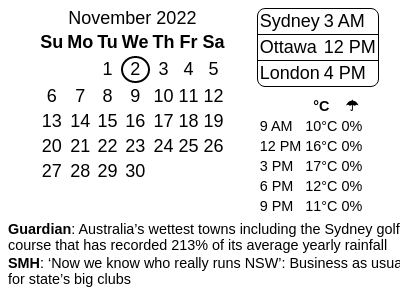 November 2022
Su Mo Tu We Th Fr Sa
1 2 3 4 5
6 7 8 9 10 11 12
13 14 15 16 17 18 19
20 21 22 23 24 25 26
27 28 29 30
Sydney 3 AM
Ottawa 12 PM
London 4 PM
°C ☂
9 AM 10°C 0%
12 PM 16°C 0%
3 PM 17°C 0%
6 PM 12°C 0%
9 PM 11°C 0%
Guardian: Australia’s wettest towns including the Sydney golf
course that has recorded 213% of its average yearly rainfall
SMH: ‘Now we know who really runs NSW’: Business as usua
for state’s big clubs